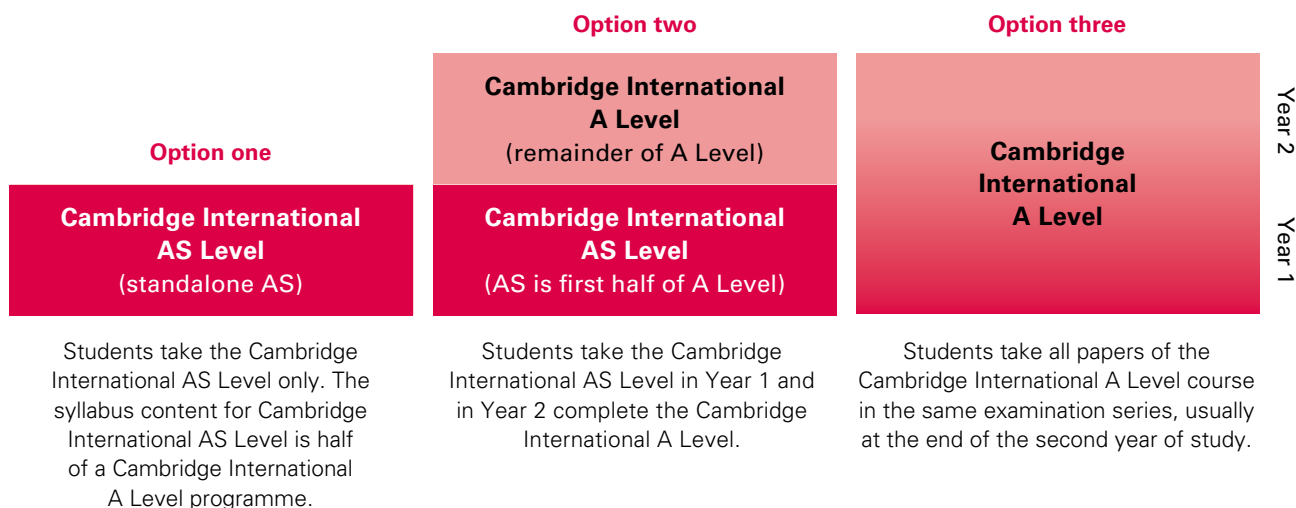 Option one
Cambridge International
AS Level
(standalone AS)
Students take the Cambridge
International AS Level only. The
syllabus content for Cambridge
International AS Level is half
of a Cambridge International
A Level programme.
Option two
Cambridge International
A Level
(remainder of A Level)
Cambridge International
AS Level
(AS is first half of A Level)
Students take the Cambridge
International AS Level in Year 1 and
in Year 2 complete the Cambridge
International A Level.
Option three
Cambridge
International
A Level
Students take all papers of the
Cambridge International A Level course
in the same examination series, usually
at the end of the second year of study.
Year 2
Year 1